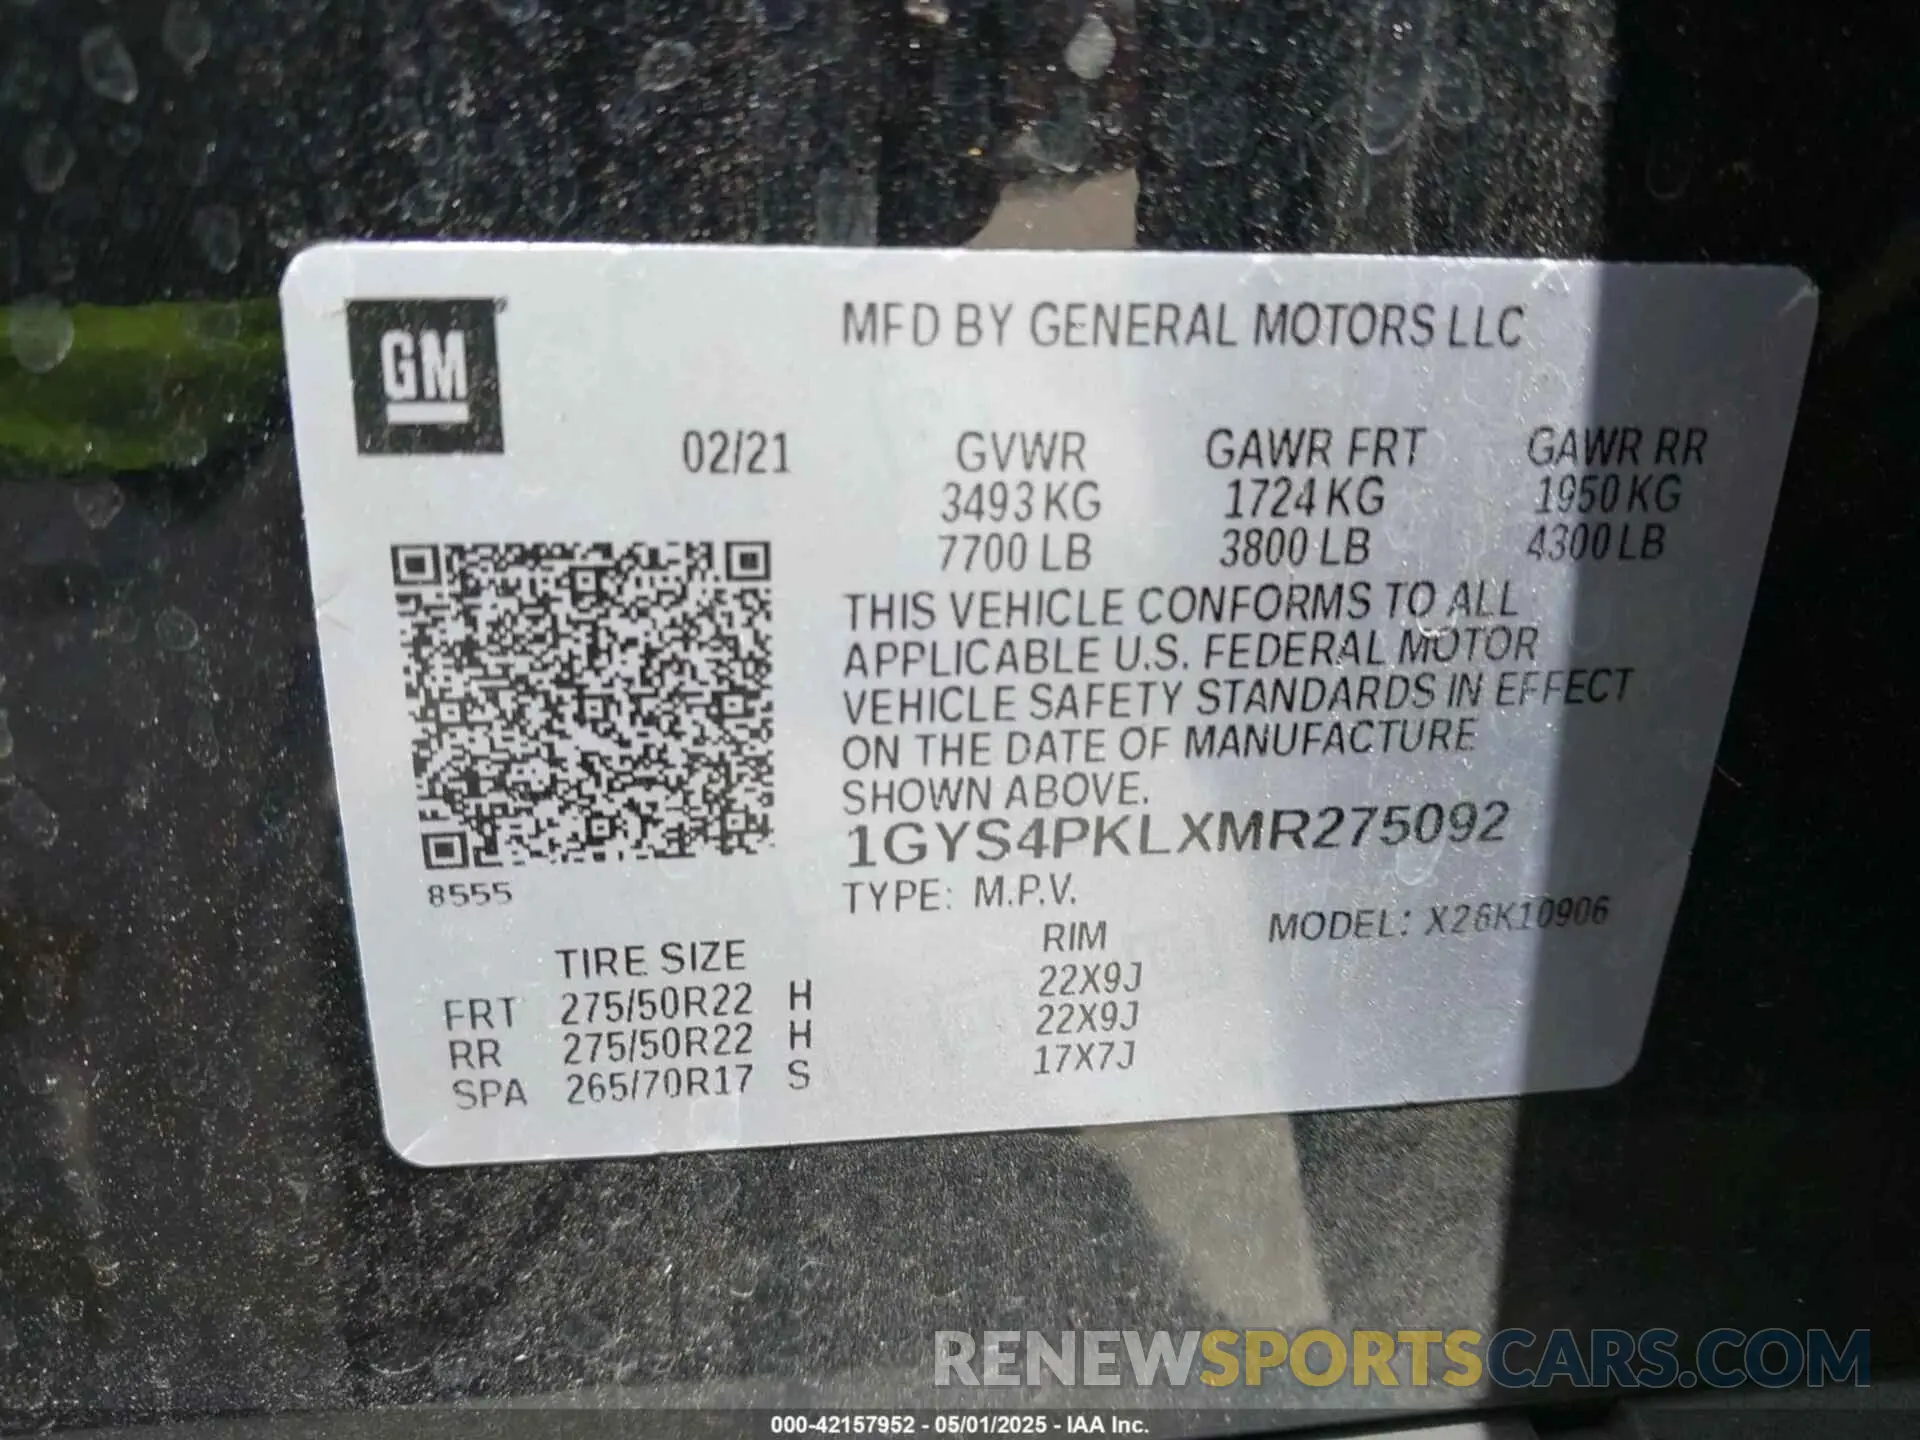 GM
MFD BY GENERAL MOTORS LLC
02/21 GVWR GAWR FRT GAWR RR
3493 KG 1724 KG 1950 KG
7700 LB 3800 LB 4300 LB
THIS VEHICLE CONFORMS TO ALL
APPLICABLE U.S. FEDERAL MOTOR
VEHICLE SAFETY STANDARDS IN EFFECT
ON THE DATE OF MANUFACTURE
SHOWN ABOVE.
1GYS4PKLXMR275092
8555
TYPE: M.P.V.
MODEL: X26K10906
TIRE SIZE RIM
FRT 275/50R22 H 22X9J
RR 275/50R22 H 22X9J
SPA 265/70R17 S 17X7J
RENEWSPORTSCARS.COM
000-42157952 - 05/01/2025 - IAA Inc.